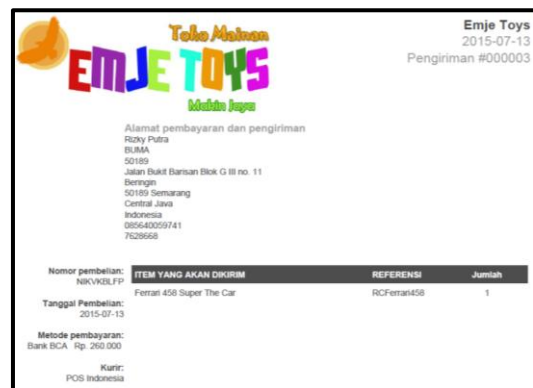 Toko Mainan
EMJE TOYS
Makin Jaya
Emje Toys
2015-07-13
Pengiriman #000003
Alamat pembayaran dan pengiriman
Rizky Putra
BUMA
50189
Jalan Bukit Barisan Blok G III no. 11
Beringin
50189 Semarang
Central Java
Indonesia
085640059741
7628668
Nomor pembelian:
NIKVKBLFP
Tanggal Pembelian:
2015-07-13
Metode pembayaran:
Bank BCA Rp. 260.000
Kurir:
POS Indonesia
ITEM YANG AKAN DIKIRIM REFERENSI Jumlah
Ferrari 458 Super The Car RCFerrari458 1